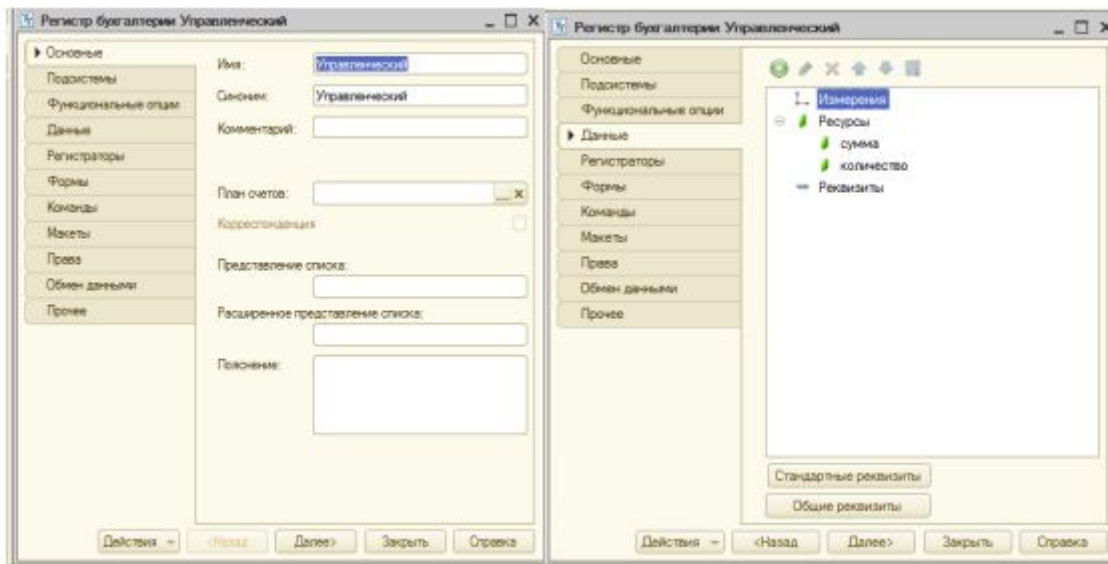 Регистр бухгалтерии Управленческий
Основные
Подсистемы
Функциональные опции
Данные
Регистраторы
Формы
Команды
Макеты
Права
Обмен данными
Прочее
Имя:
Управленческий
Синоним:
Управленческий
Комментарий:
План счетов:
... x
Корреспонденция
Представление списка:
Расширенное представление списка:
Пояснение:
Действия
<Назад
Далее>
Закрыть
Справка
Регистр бухгалтерии Управленческий
Основные
Подсистемы
Функциональные опции
Данные
Регистраторы
Формы
Команды
Макеты
Права
Обмен данными
Прочее
Измерения
Ресурсы
сумма
количество
Реквизиты
Стандартные реквизиты
Общие реквизиты
Действия
<Назад
Далее>
Закрыть
Справка